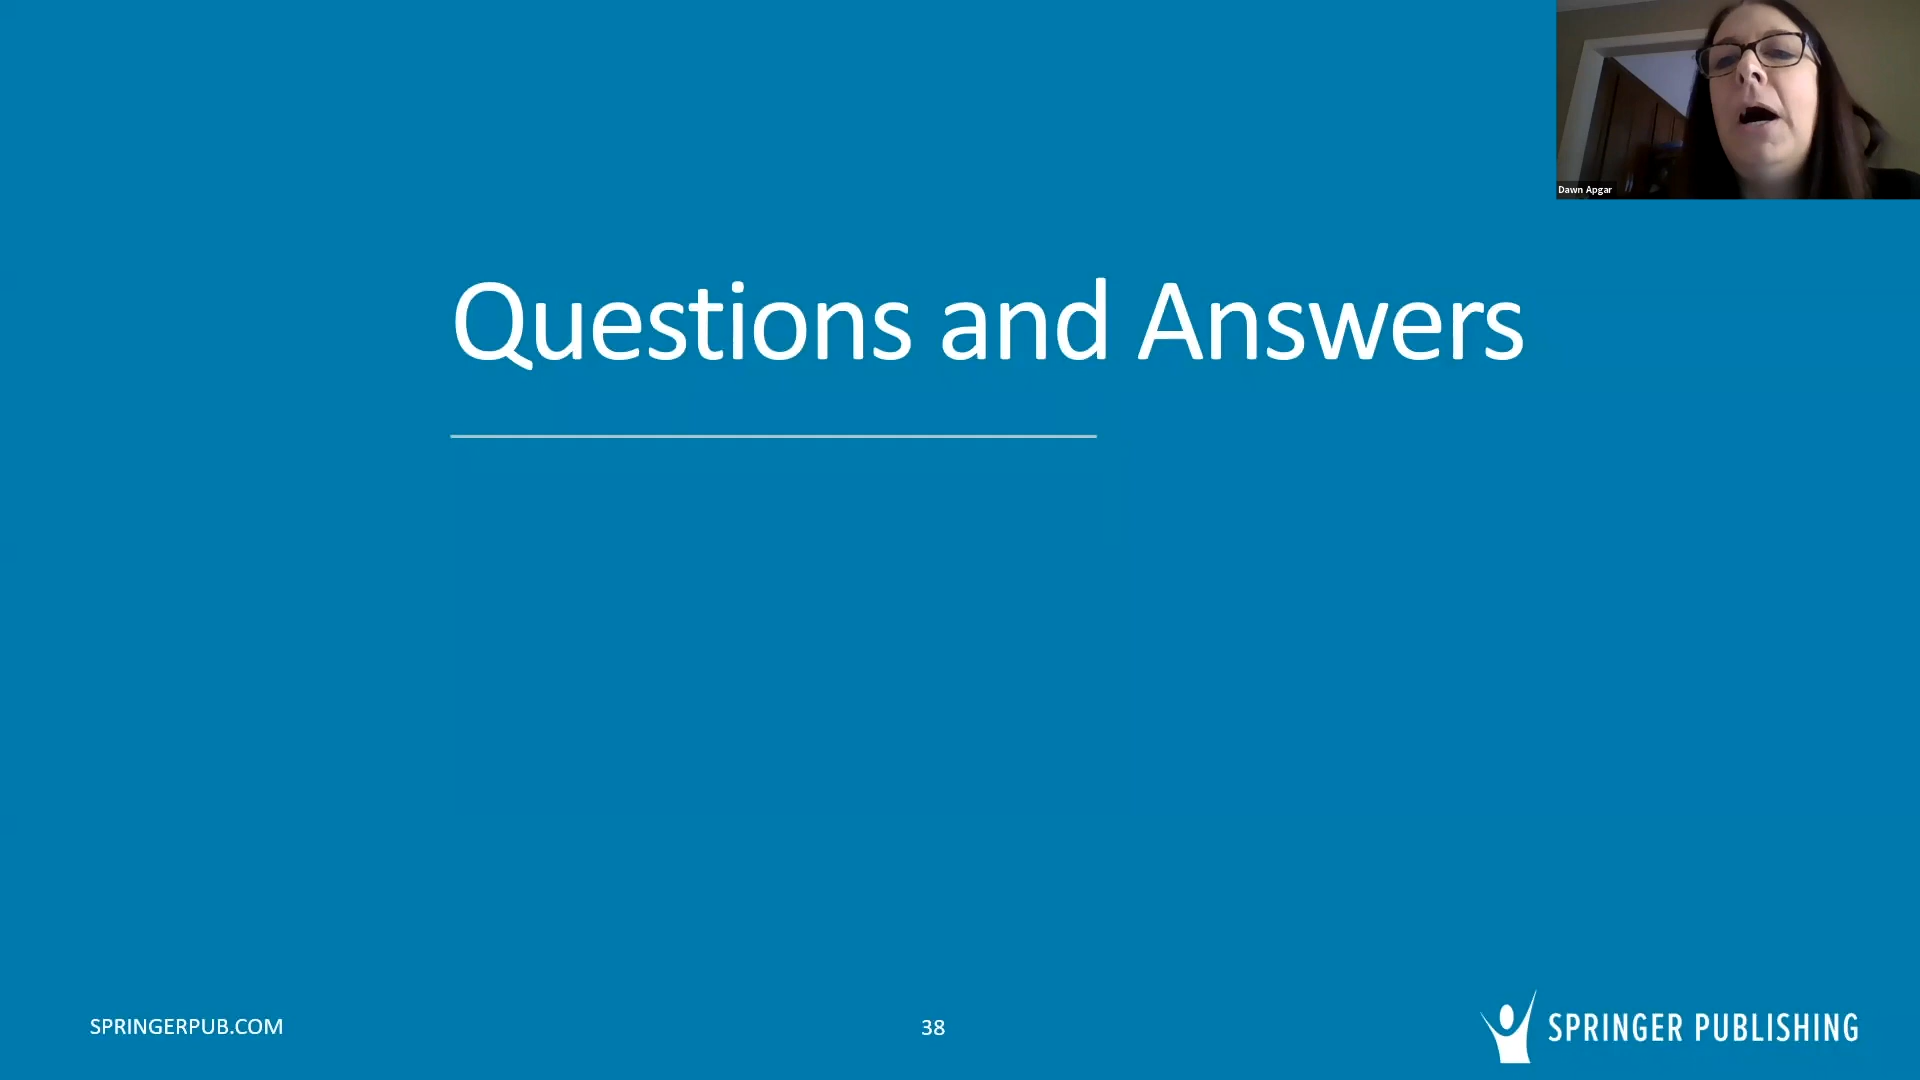 Dawn Apgar
Questions and Answers
SPRINGERPUB.COM
38
SPRINGER PUBLISHING